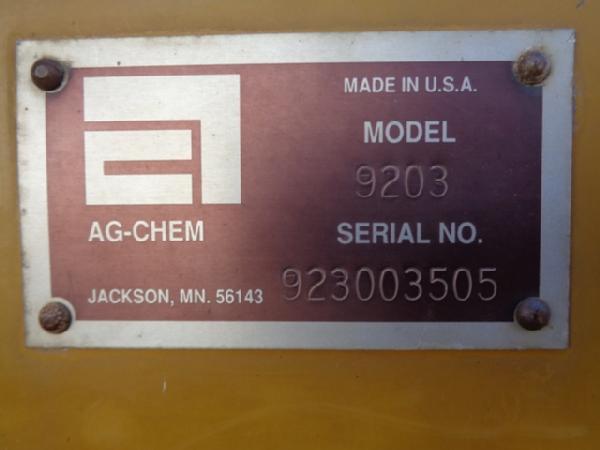 MADE IN U.S.A.
MODEL
9203
AG-CHEM
SERIAL NO.
JACKSON, MN. 56143
923003505